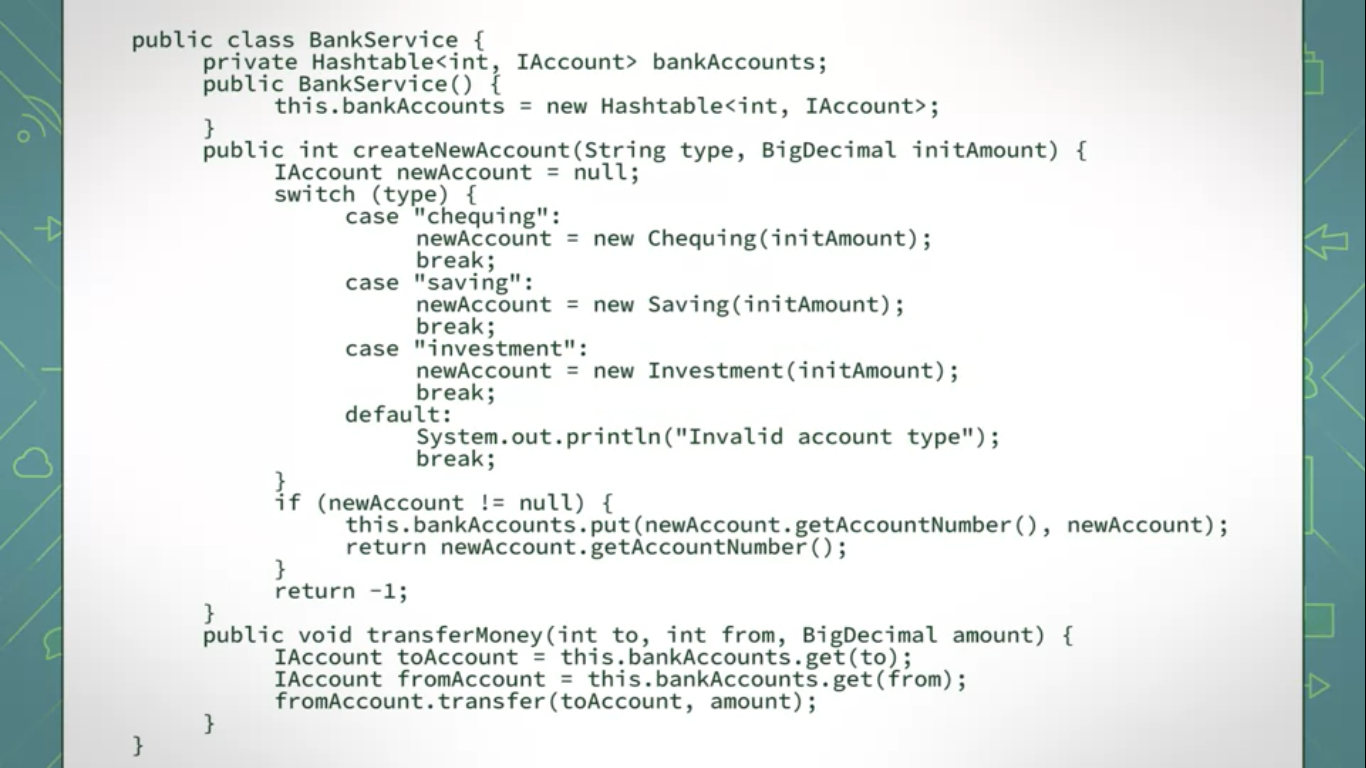 public class BankService {
private Hashtable<int, IAccount> bankAccounts;
public BankService() {
this.bankAccounts = new Hashtable<int, IAccount>;
}
public int createNewAccount(String type, BigDecimal initAmount) {
IAccount newAccount = null;
switch (type) {
case "chequing":
newAccount = new Chequing(initAmount);
break;
case "saving":
newAccount = new Saving(initAmount);
break;
case "investment":
newAccount = new Investment(initAmount);
break;
default:
System.out.println("Invalid account type");
break;
}
if (newAccount != null) {
this.bankAccounts.put(newAccount.getAccountNumber(), newAccount);
return newAccount.getAccountNumber();
}
return -1;
}
public void transferMoney(int to, int from, BigDecimal amount) {
IAccount toAccount = this.bankAccounts.get(to);
IAccount fromAccount = this.bankAccounts.get(from);
fromAccount.transfer(toAccount, amount);
}
}